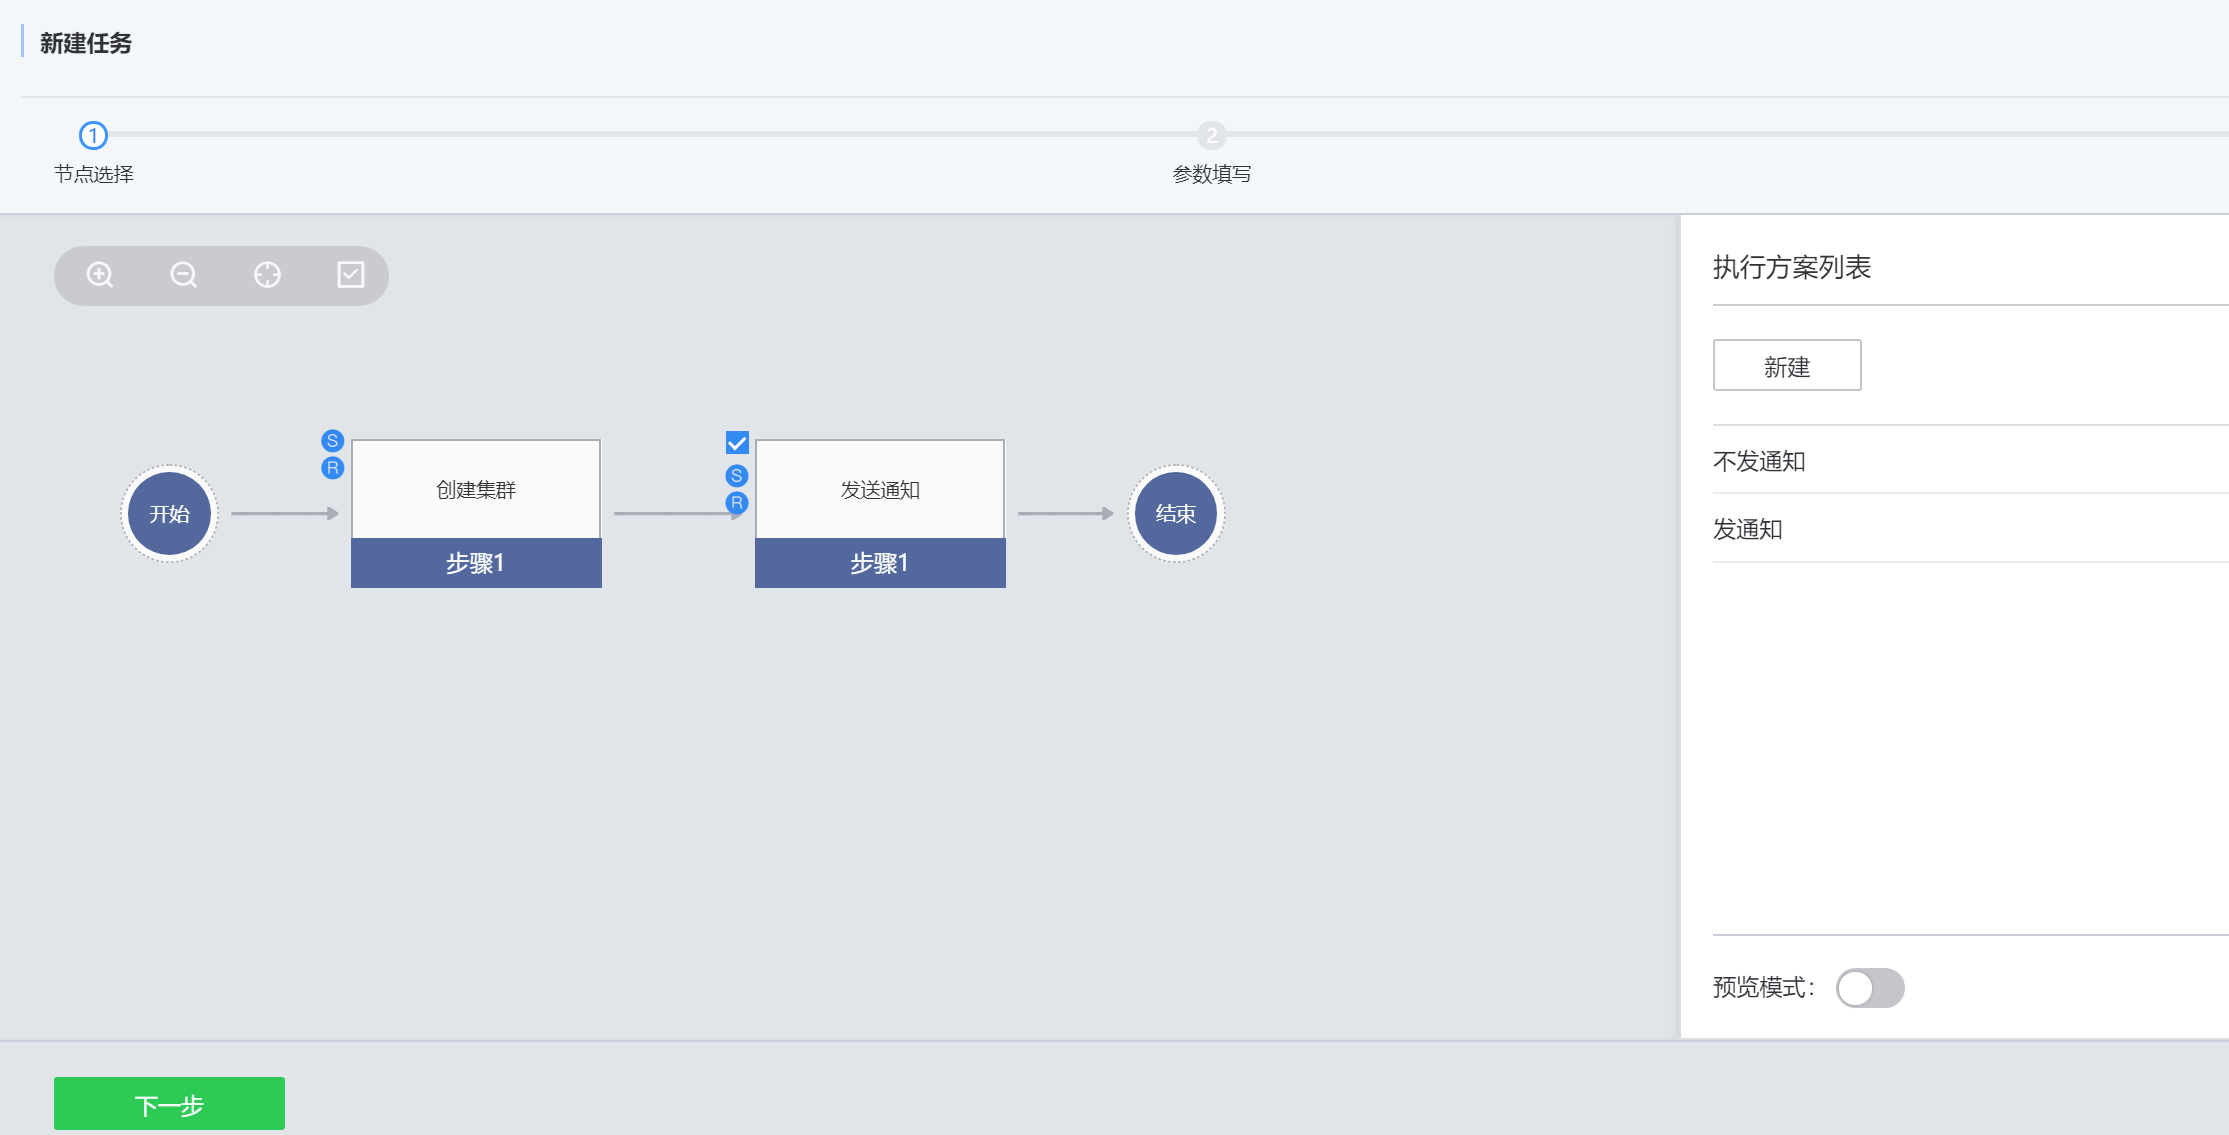 新建任务
1
2
节点选择
参数填写
执行方案列表
新建
不发通知
发通知
S
R
S
R
开始
创建集群
发送通知
结束
步骤1
步骤1
预览模式：
下一步